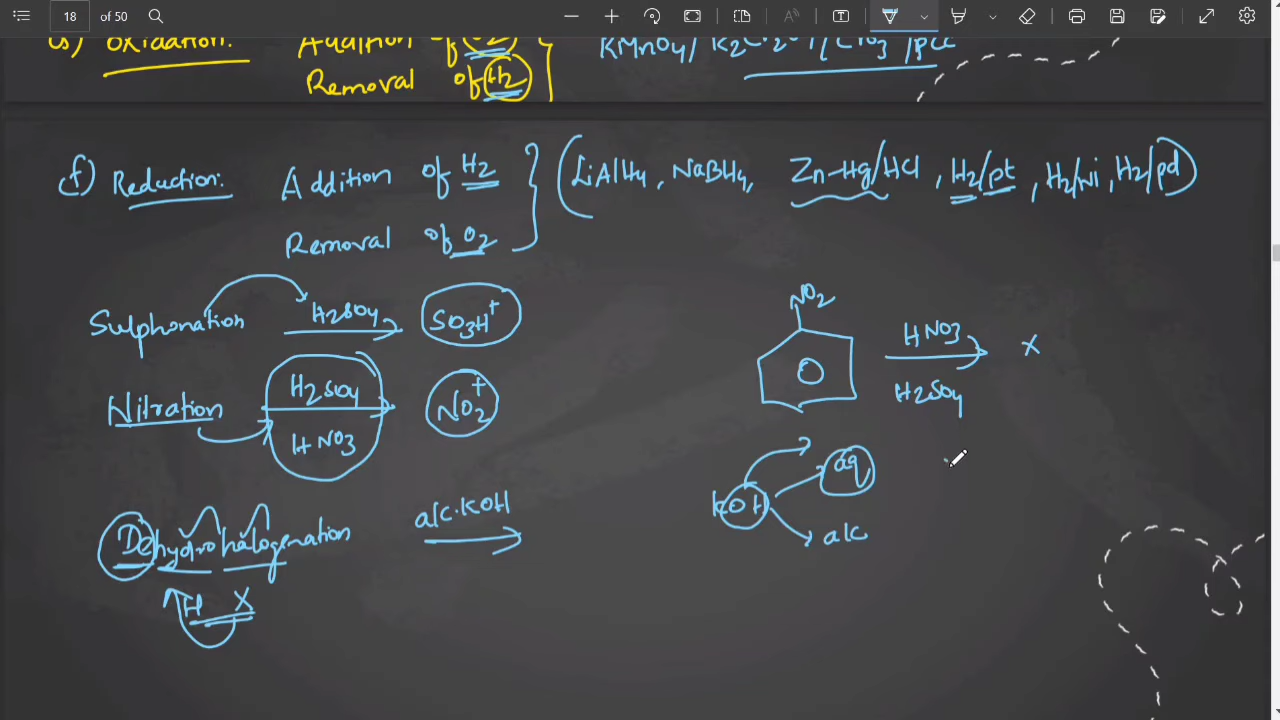 18 of 50
Oxidation: Addition of O2
Removal of H2
KMnO4/ K2Cr2O7/CrO3/pcc
f) Reduction: Addition of H2
Removal of O2
(LiAlH4, NaBH4, Zn-Hg/HCl, H2/pt, H2/Ni, H2/pd)
Sulphonation H2SO4 SO3H+
Nitration H2SO4 HNO3 NO2+
Dehydrohalogenation alc.KOH
H X
NO2
HNO3
H2SO4
X
KOH aq
alc